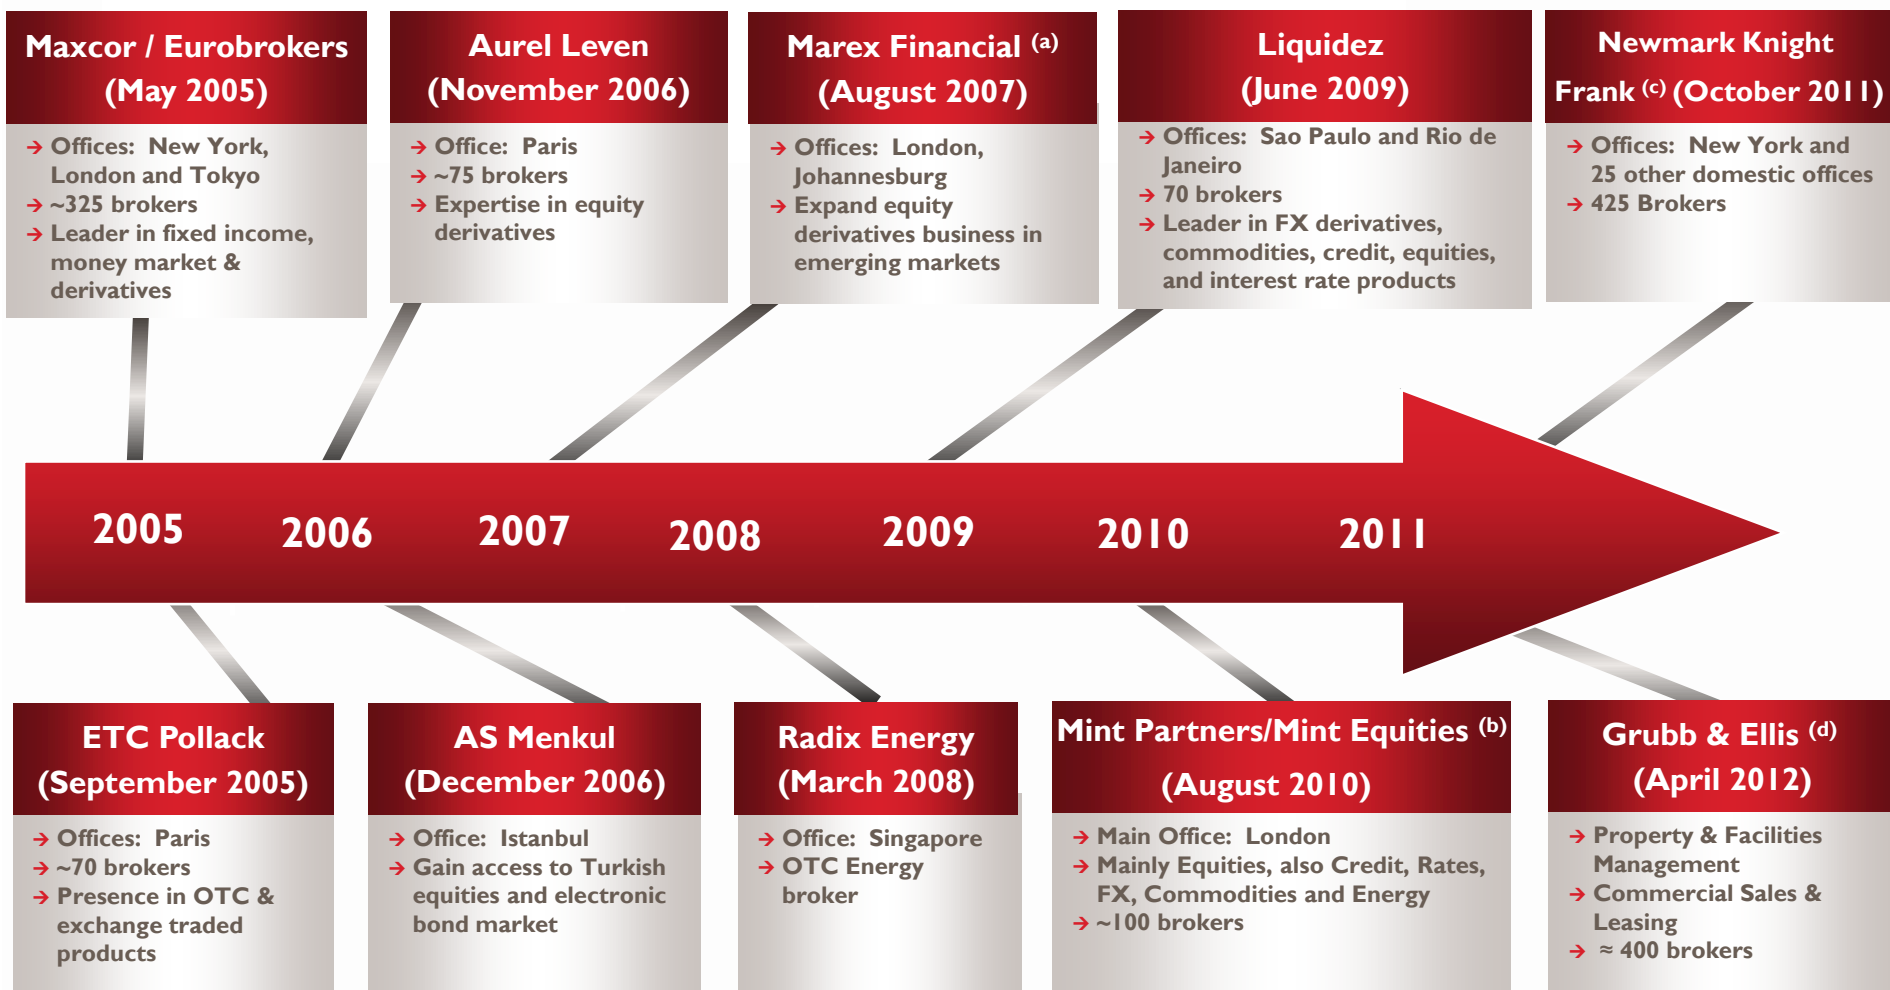 Maxcor / Eurobrokers
(May 2005)
→ Offices: New York,
London and Tokyo
→ ~325 brokers
→ Leader in fixed income,
money market &
derivatives
Aurel Leven
(November 2006)
→ Office: Paris
→ ~75 brokers
→ Expertise in equity
derivatives
Marex Financial (a)
(August 2007)
→ Offices: London,
Johannesburg
→ Expand equity
derivatives business in
emerging markets
Liquidez
(June 2009)
→ Offices: Sao Paulo and Rio de
Janeiro
→ 70 brokers
→ Leader in FX derivatives,
commodities, credit, equities,
and interest rate products
Newmark Knight
Frank (c) (October 2011)
→ Offices: New York and
25 other domestic offices
→ 425 Brokers
2005 2006 2007 2008 2009 2010 2011
ETC Pollack
(September 2005)
→ Offices: Paris
→ ~70 brokers
→ Presence in OTC &
exchange traded
products
AS Menkul
(December 2006)
→ Office: Istanbul
→ Gain access to Turkish
equities and electronic
bond market
Radix Energy
(March 2008)
→ Office: Singapore
→ OTC Energy
broker
Mint Partners/Mint Equities (b)
(August 2010)
→ Main Office: London
→ Mainly Equities, also Credit, Rates,
FX, Commodities and Energy
→ ~100 brokers
Grubb & Ellis (d)
(April 2012)
→ Property & Facilities
Management
→ Commercial Sales &
Leasing
→ ≈ 400 brokers